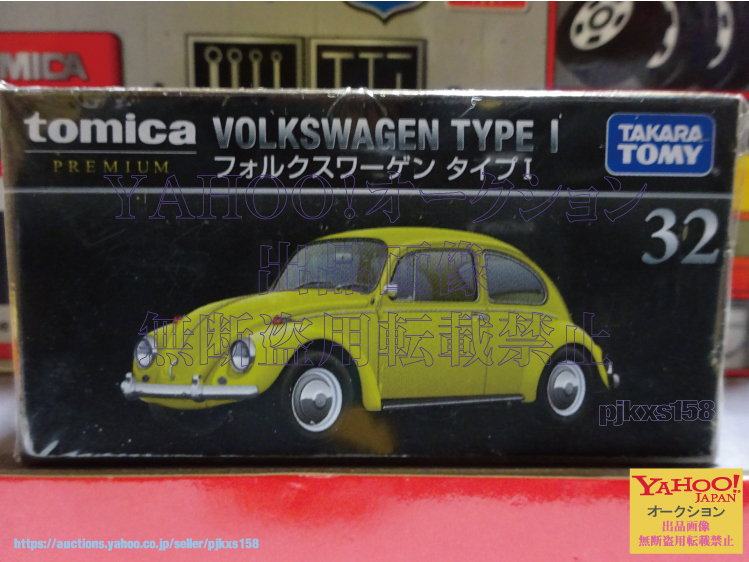 TOMICA
tomica
PREMIUM
VOLKSWAGEN TYPE I
フォルクスワーゲン タイプI
TAKARA
TOMY
32
YAHOO!オークション
出品画像
無断盗用転載禁止
pjkxs158
YAHOO!
JAPAN
オークション
出品画像
無断盗用転載禁止
https://auctions.yahoo.co.jp/seller/pjkxs158